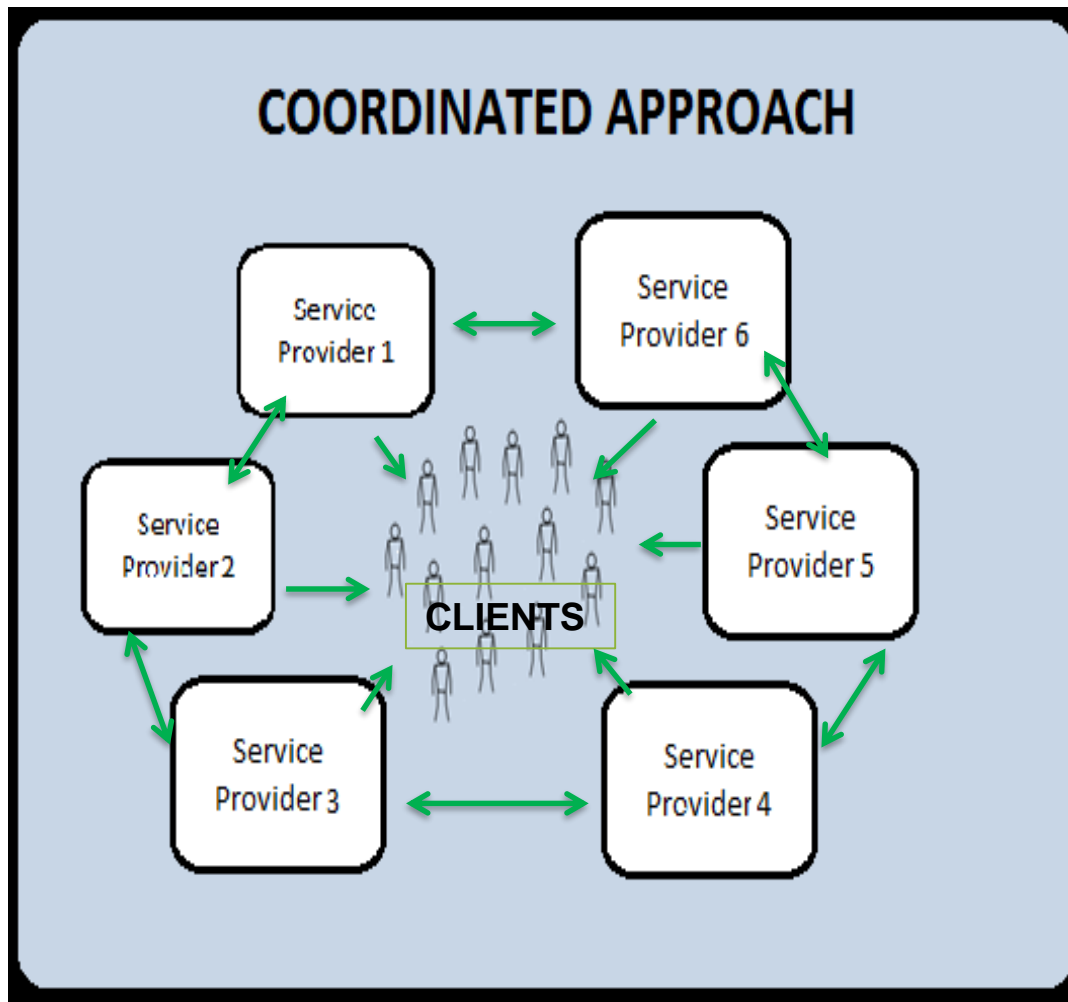 COORDINATED APPROACH
Service
Provider 1
Service
Provider 6
Service
Provider 2
Service
Provider 5
CLIENTS
Service
Provider 3
Service
Provider 4